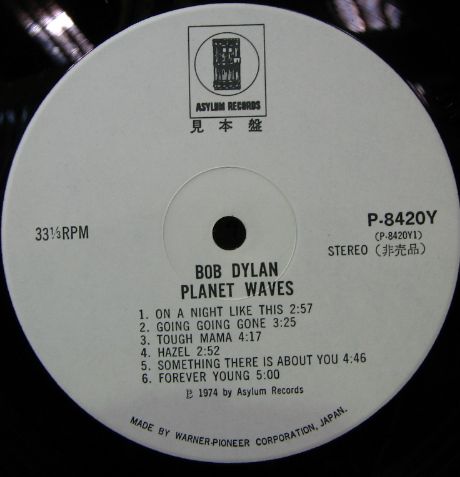 ASYLUM RECORDS
見本盤
33⅓RPM
P-8420Y
(P-8420Y1)
STEREO (非売品)
BOB DYLAN
PLANET WAVES
1. ON A NIGHT LIKE THIS 2:57
2. GOING GOING GONE 3:25
3. TOUGH MAMA 4:17
4. HAZEL 2:52
5. SOMETHING THERE IS ABOUT YOU 4:46
6. FOREVER YOUNG 5:00
℗ 1974 by Asylum Records
MADE BY WARNER-PIONEER CORPORATION, JAPAN.